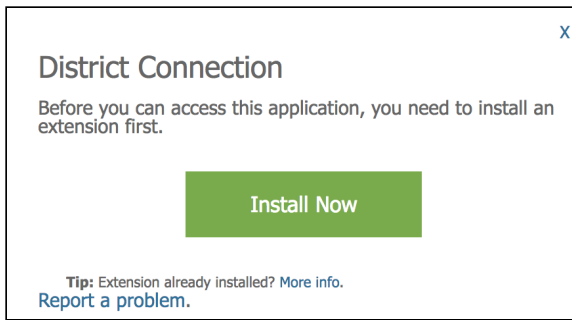 X
District Connection
Before you can access this application, you need to install an
extension first.
Install Now
Tip: Extension already installed? More info.
Report a problem.